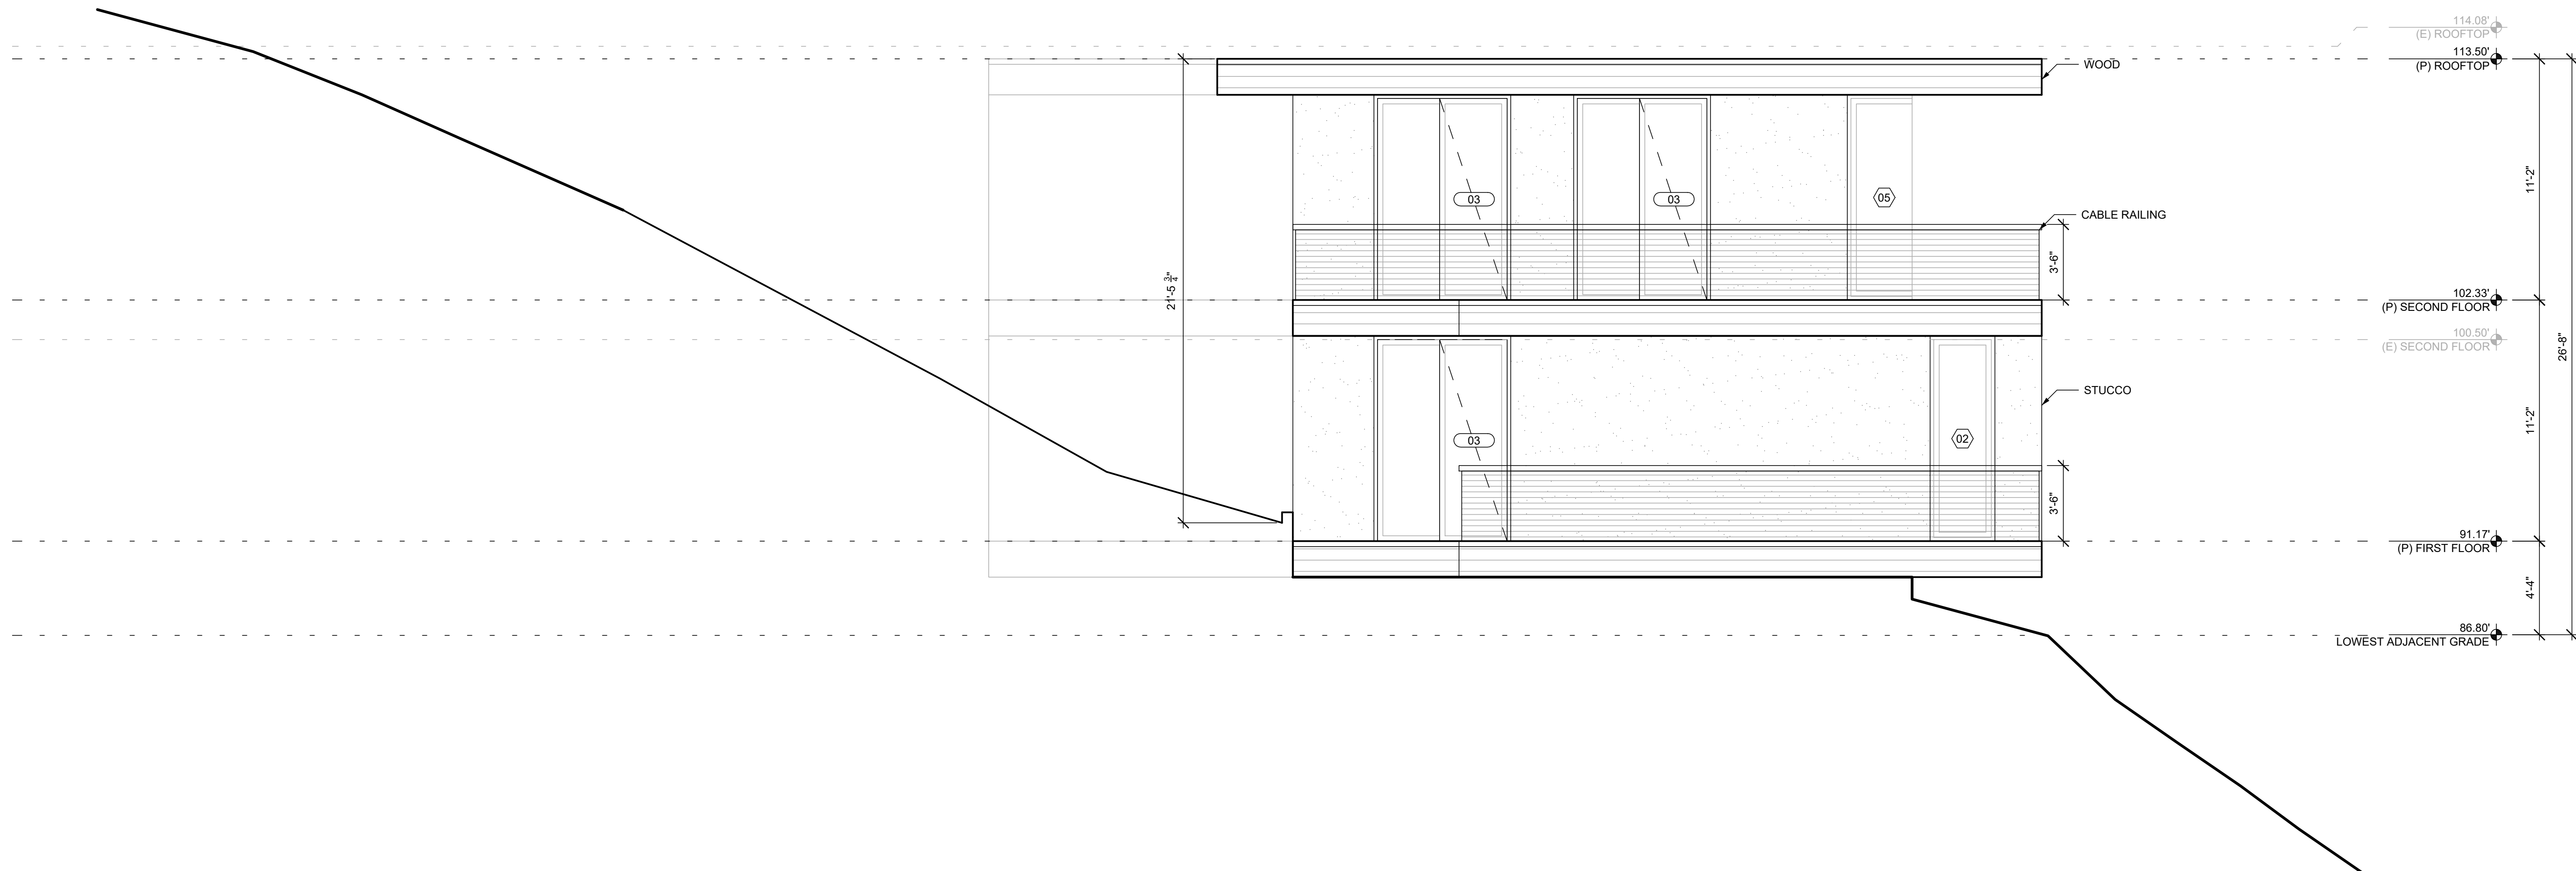 114.08'
(E) ROOFTOP
113.50'
(P) ROOFTOP
WOOD
11'-2"
03
03
05
CABLE RAILING
3'-6"
21'-5 3/4"
102.33'
(P) SECOND FLOOR
100.50'
(E) SECOND FLOOR
26'-8"
STUCCO
11'-2"
03
02
3'-6"
91.17'
(P) FIRST FLOOR
4'-4"
86.80'
LOWEST ADJACENT GRADE